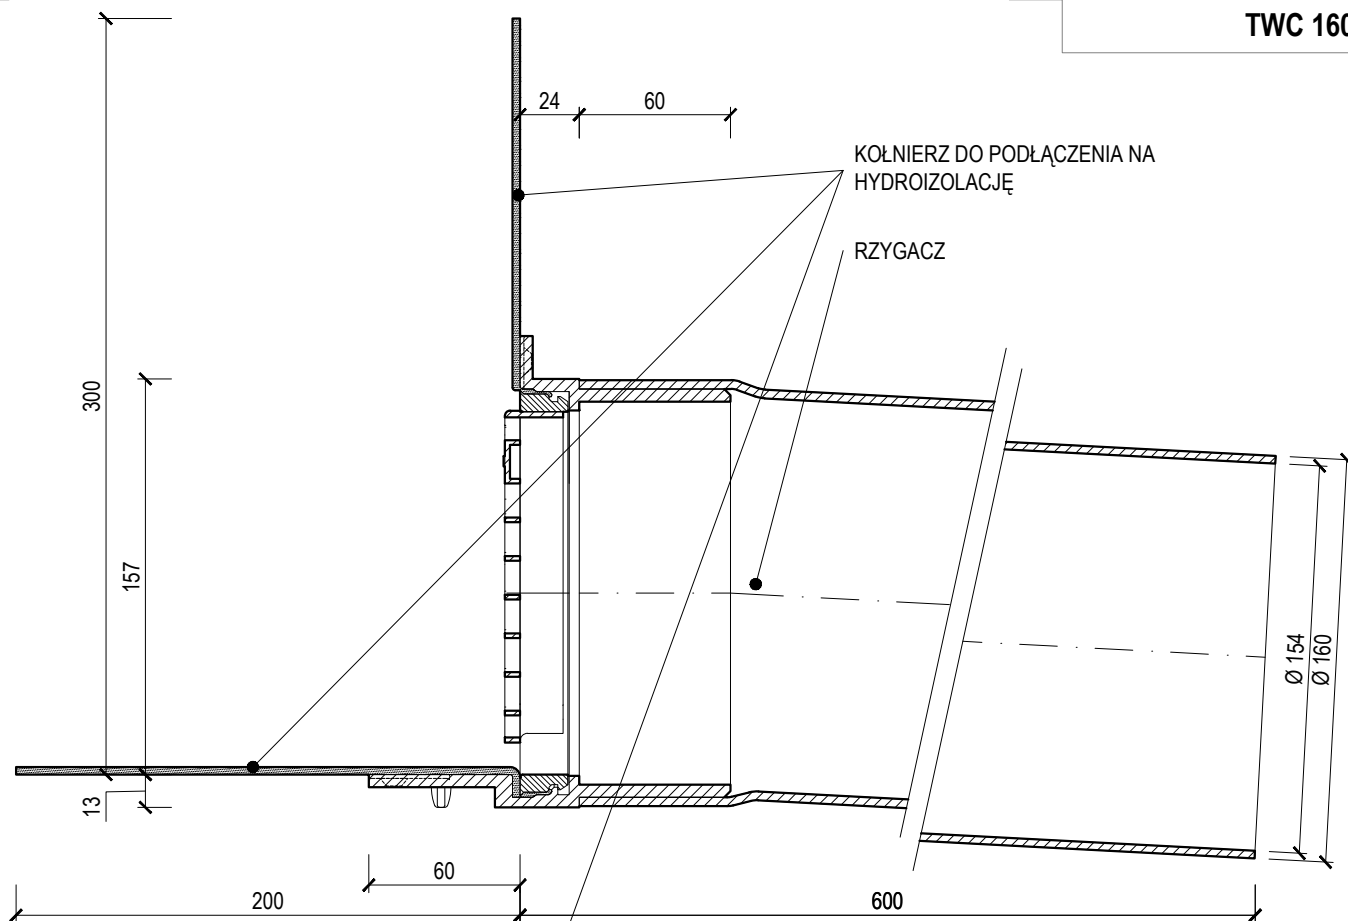 TWC 160
24
60
KOŁNIERZ DO PODŁĄCZENIA NA
HYDROIZOLACJĘ
RZYGACZ
300
157
13
Ø 154
Ø 160
60
200
600